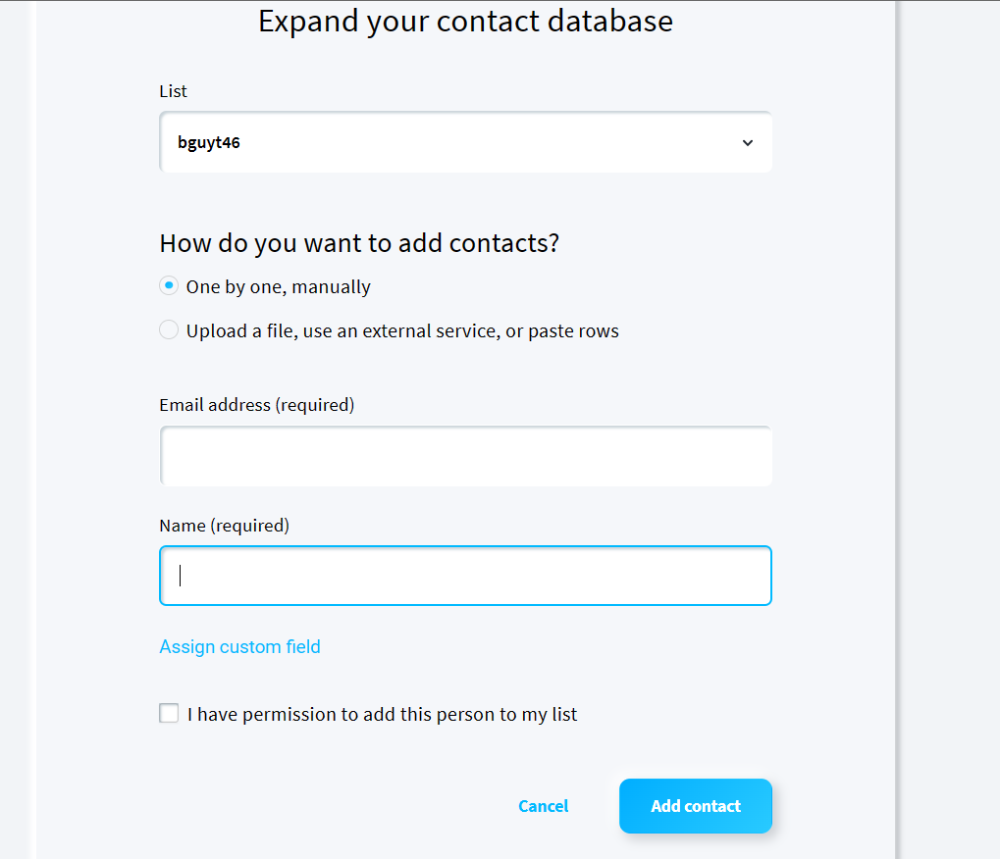 Expand your contact database
List
bguyt46
How do you want to add contacts?
One by one, manually
Upload a file, use an external service, or paste rows
Email address (required)
Name (required)
Assign custom field
I have permission to add this person to my list
Cancel
Add contact